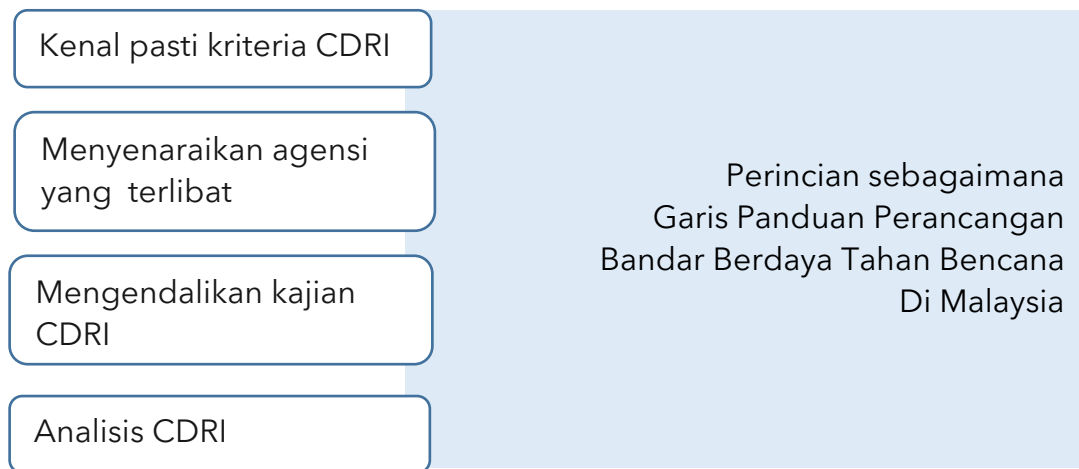 Kenal pasti kriteria CDRI
Menyenaraikan agensi
yang terlibat
Mengendalikan kajian
CDRI
Analisis CDRI
Perincian sebagaimana
Garis Panduan Perancangan
Bandar Berdaya Tahan Bencana
Di Malaysia